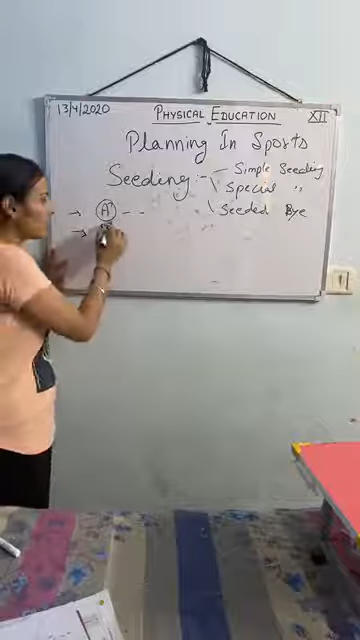 13/4/2020 PHYSICAL EDUCATION XII
Planning In Sports
Seeding :- Simple Seeding
Special "
Seeded Bye
→ A - -
→